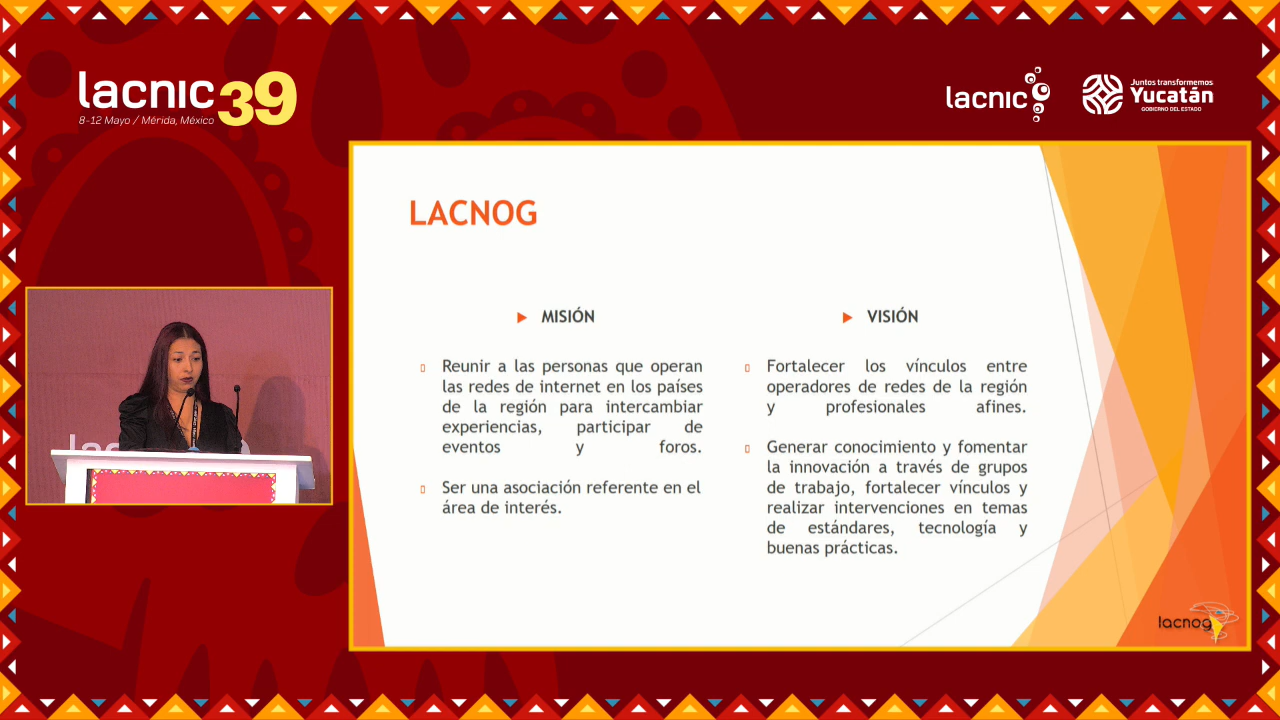 lacnic39
8-12 Mayo / Mérida, México
lacnic
Juntos transformemos
Yucatán
GOBIERNO DEL ESTADO
LACNOG
MISIÓN
Reunir a las personas que operan
las redes de internet en los países
de la región para intercambiar
experiencias, participar de
eventos y foros.
Ser una asociación referente en el
área de interés.
VISIÓN
Fortalecer los vínculos entre
operadores de redes de la región
y profesionales afines.
Generar conocimiento y fomentar
la innovación a través de grupos
de trabajo, fortalecer vínculos y
realizar intervenciones en temas
de estándares, tecnología y
buenas prácticas.
lacnog